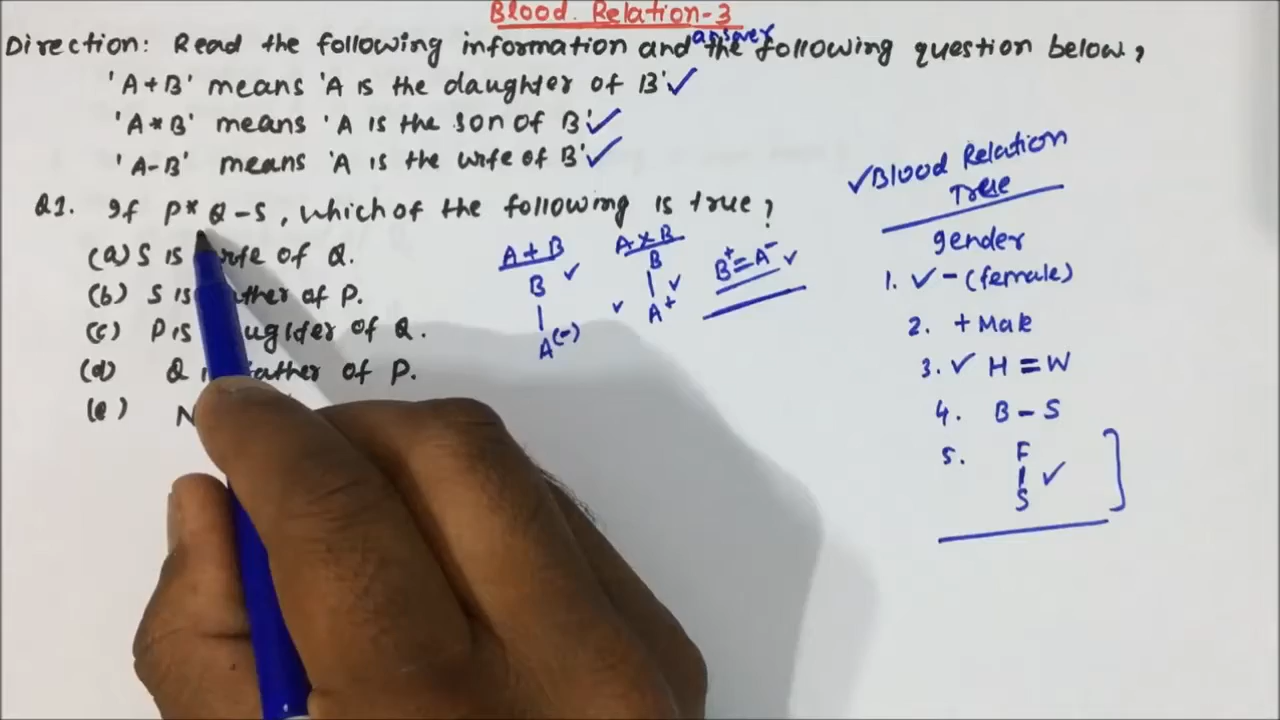 Blood Relation-3
Direction: Read the following information and answer the following question below,
'A+B' means 'A is the daughter of B' ✓
'A*B' means 'A is the son of B' ✓
'A-B' means 'A is the wife of B' ✓
Q1. If P*Q-S, which of the following is true?
(a) S is of Q.
(b) S is of P.
(c) P is of Q.
(d) Q of P.
(e)
A+B
B ✓
|
A(-)
A×B
B
| ✓
✓ A+
B+=A- ✓
✓Blood Relation
Tree
gender
1. ✓ - (female)
2. + Male
3. ✓ H = W
4. B - S
5. F
| ✓
S